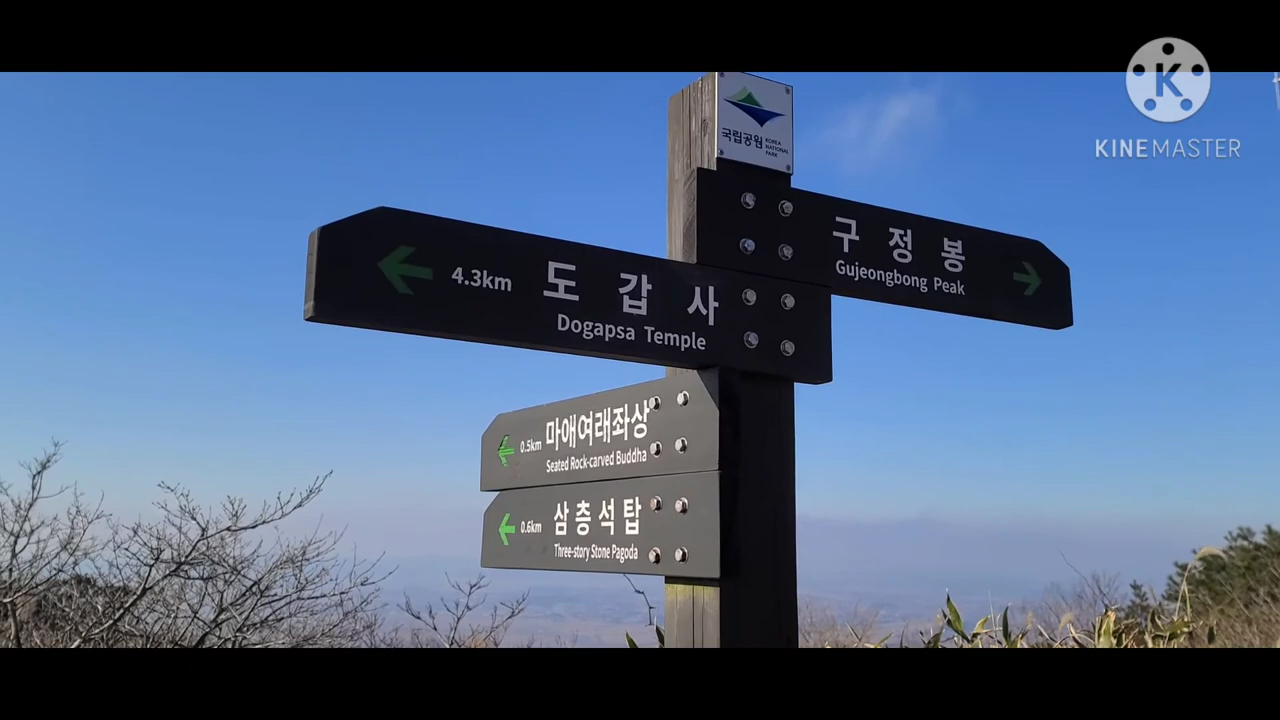 K
KINEMASTER
국립공원
KOREA
NATIONAL
PARK
구정봉
Gujeongbong Peak
4.3km 도갑사
Dogapsa Temple
0.5km 마애여래좌상
Seated Rock-carved Buddha
0.6km 삼층석탑
Three-story Stone Pagoda